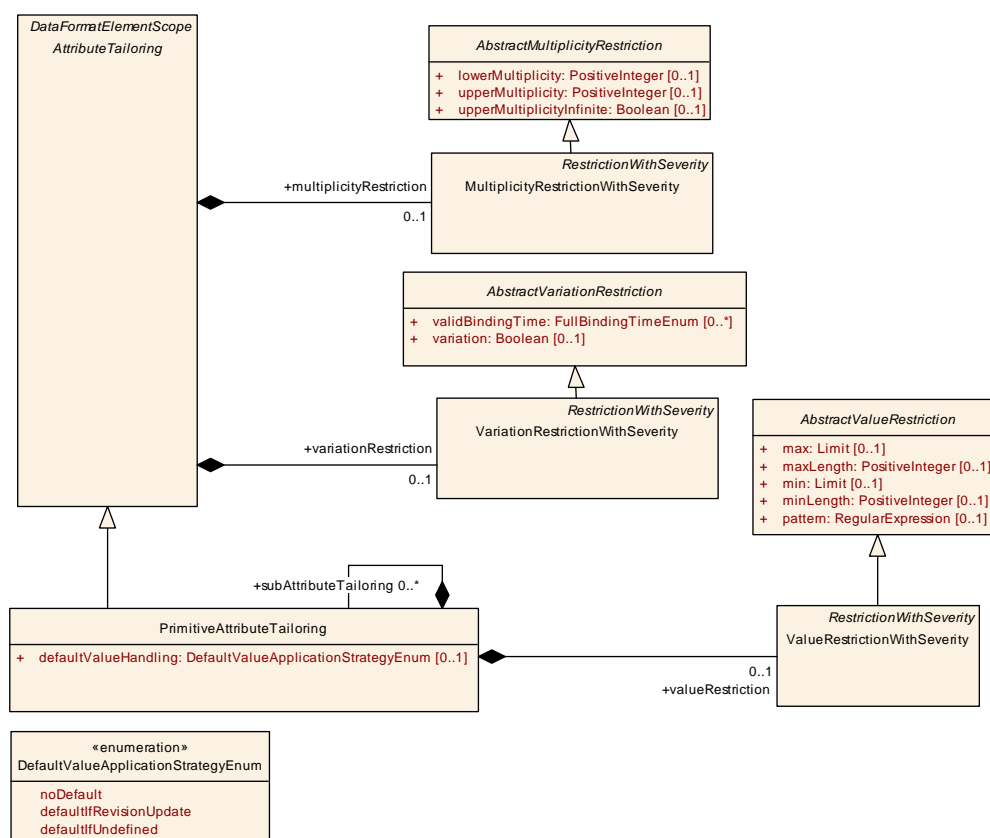 DataFormatElementScope
AttributeTailoring
AbstractMultiplicityRestriction
+ lowerMultiplicity: PositiveInteger [0..1]
+ upperMultiplicity: PositiveInteger [0..1]
+ upperMultiplicityInfinite: Boolean [0..1]
RestrictionWithSeverity
MultiplicityRestrictionWithSeverity
+multiplicityRestriction
0..1
AbstractVariationRestriction
+ validBindingTime: FullBindingTimeEnum [0..*]
+ variation: Boolean [0..1]
RestrictionWithSeverity
VariationRestrictionWithSeverity
+variationRestriction
0..1
AbstractValueRestriction
+ max: Limit [0..1]
+ maxLength: PositiveInteger [0..1]
+ min: Limit [0..1]
+ minLength: PositiveInteger [0..1]
+ pattern: RegularExpression [0..1]
+subAttributeTailoring 0..*
PrimitiveAttributeTailoring
+ defaultValueHandling: DefaultValueApplicationStrategyEnum [0..1]
RestrictionWithSeverity
ValueRestrictionWithSeverity
0..1
+valueRestriction
«enumeration»
DefaultValueApplicationStrategyEnum
noDefault
defaultIfRevisionUpdate
defaultIfUndefined